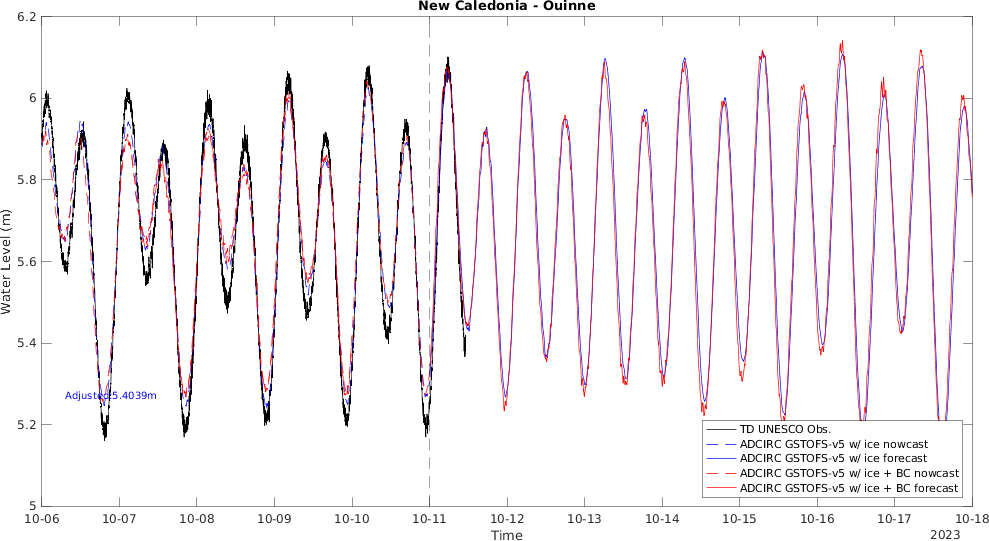 New Caledonia - Ouinne
6.2
6
5.8
5.6
5.4
5.2
5
Water Level (m)
Adjusted:5.4039m
TD UNESCO Obs.
ADCIRC GSTOFS-v5 w/ ice nowcast
ADCIRC GSTOFS-v5 w/ ice forecast
ADCIRC GSTOFS-v5 w/ ice + BC nowcast
ADCIRC GSTOFS-v5 w/ ice + BC forecast
10-06 10-07 10-08 10-09 10-10 10-11 10-12 10-13 10-14 10-15 10-16 10-17 10-18
Time
2023